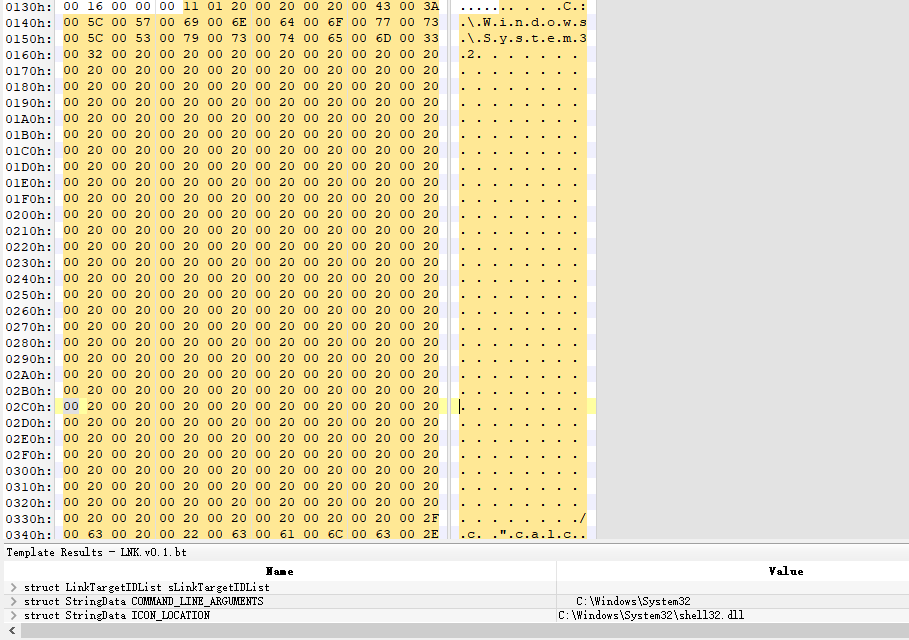 0130h: 00 16 00 00 00 11 01 20 00 20 00 20 00 43 00 3A ....... . . .C.:
0140h: 00 5C 00 57 00 69 00 6E 00 64 00 6F 00 77 00 73 .\.W.i.n.d.o.w.s
0150h: 00 5C 00 53 00 79 00 73 00 74 00 65 00 6D 00 33 .\.S.y.s.t.e.m.3
0160h: 00 32 00 20 00 20 00 20 00 20 00 20 00 20 00 20 .2. . . . . . .
0170h: 00 20 00 20 00 20 00 20 00 20 00 20 00 20 00 20 . . . . . . . .
0180h: 00 20 00 20 00 20 00 20 00 20 00 20 00 20 00 20 . . . . . . . .
0190h: 00 20 00 20 00 20 00 20 00 20 00 20 00 20 00 20 . . . . . . . .
01A0h: 00 20 00 20 00 20 00 20 00 20 00 20 00 20 00 20 . . . . . . . .
01B0h: 00 20 00 20 00 20 00 20 00 20 00 20 00 20 00 20 . . . . . . . .
01C0h: 00 20 00 20 00 20 00 20 00 20 00 20 00 20 00 20 . . . . . . . .
01D0h: 00 20 00 20 00 20 00 20 00 20 00 20 00 20 00 20 . . . . . . . .
01E0h: 00 20 00 20 00 20 00 20 00 20 00 20 00 20 00 20 . . . . . . . .
01F0h: 00 20 00 20 00 20 00 20 00 20 00 20 00 20 00 20 . . . . . . . .
0200h: 00 20 00 20 00 20 00 20 00 20 00 20 00 20 00 20 . . . . . . . .
0210h: 00 20 00 20 00 20 00 20 00 20 00 20 00 20 00 20 . . . . . . . .
0220h: 00 20 00 20 00 20 00 20 00 20 00 20 00 20 00 20 . . . . . . . .
0230h: 00 20 00 20 00 20 00 20 00 20 00 20 00 20 00 20 . . . . . . . .
0240h: 00 20 00 20 00 20 00 20 00 20 00 20 00 20 00 20 . . . . . . . .
0250h: 00 20 00 20 00 20 00 20 00 20 00 20 00 20 00 20 . . . . . . . .
0260h: 00 20 00 20 00 20 00 20 00 20 00 20 00 20 00 20 . . . . . . . .
0270h: 00 20 00 20 00 20 00 20 00 20 00 20 00 20 00 20 . . . . . . . .
0280h: 00 20 00 20 00 20 00 20 00 20 00 20 00 20 00 20 . . . . . . . .
0290h: 00 20 00 20 00 20 00 20 00 20 00 20 00 20 00 20 . . . . . . . .
02A0h: 00 20 00 20 00 20 00 20 00 20 00 20 00 20 00 20 . . . . . . . .
02B0h: 00 20 00 20 00 20 00 20 00 20 00 20 00 20 00 20 . . . . . . . .
02C0h: 00 20 00 20 00 20 00 20 00 20 00 20 00 20 00 20 . . . . . . . .
02D0h: 00 20 00 20 00 20 00 20 00 20 00 20 00 20 00 20 . . . . . . . .
02E0h: 00 20 00 20 00 20 00 20 00 20 00 20 00 20 00 20 . . . . . . . .
02F0h: 00 20 00 20 00 20 00 20 00 20 00 20 00 20 00 20 . . . . . . . .
0300h: 00 20 00 20 00 20 00 20 00 20 00 20 00 20 00 20 . . . . . . . .
0310h: 00 20 00 20 00 20 00 20 00 20 00 20 00 20 00 20 . . . . . . . .
0320h: 00 20 00 20 00 20 00 20 00 20 00 20 00 20 00 20 . . . . . . . .
0330h: 00 20 00 20 00 20 00 20 00 20 00 20 00 20 00 2F . . . . . . . ./
0340h: 00 63 00 20 00 22 00 63 00 61 00 6C 00 63 00 2E .c. .".c.a.l.c..
Template Results - LNK.v0.1.bt
Name Value
struct LinkTargetIDList sLinkTargetIDList
struct StringData COMMAND_LINE_ARGUMENTS C:\Windows\System32
struct StringData ICON_LOCATION C:\Windows\System32\shell32.dll